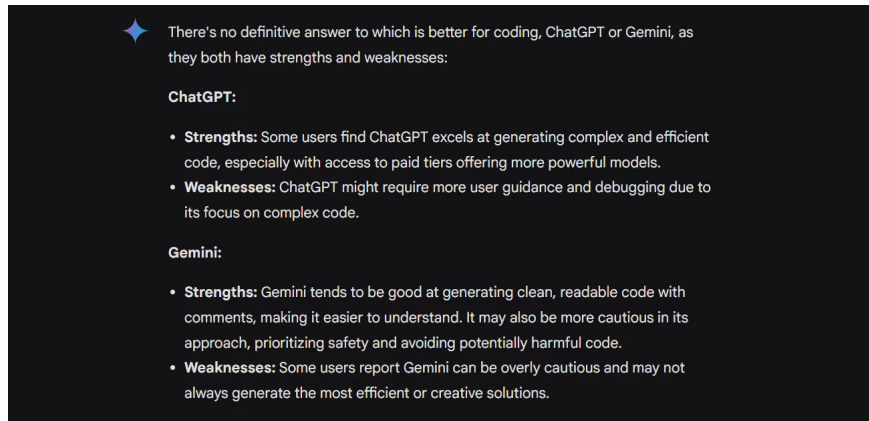 There's no definitive answer to which is better for coding, ChatGPT or Gemini, as
they both have strengths and weaknesses:
ChatGPT:
• Strengths: Some users find ChatGPT excels at generating complex and efficient
code, especially with access to paid tiers offering more powerful models.
• Weaknesses: ChatGPT might require more user guidance and debugging due to
its focus on complex code.
Gemini:
• Strengths: Gemini tends to be good at generating clean, readable code with
comments, making it easier to understand. It may also be more cautious in its
approach, prioritizing safety and avoiding potentially harmful code.
• Weaknesses: Some users report Gemini can be overly cautious and may not
always generate the most efficient or creative solutions.